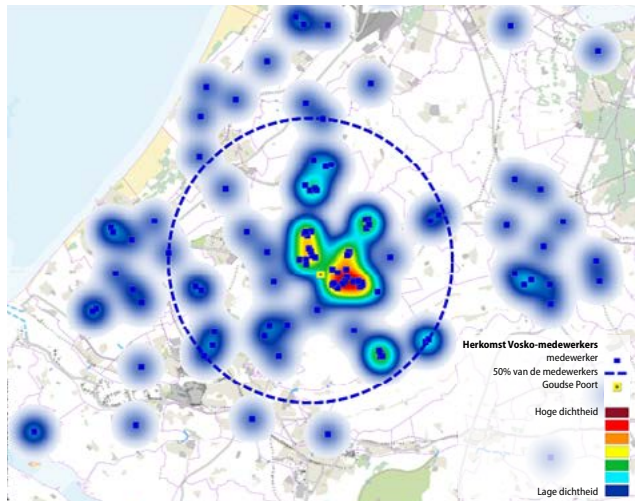 Herkomst Vosko-medewerkers
medewerker
50% van de medewerkers
Goudse Poort
Hoge dichtheid
Lage dichtheid